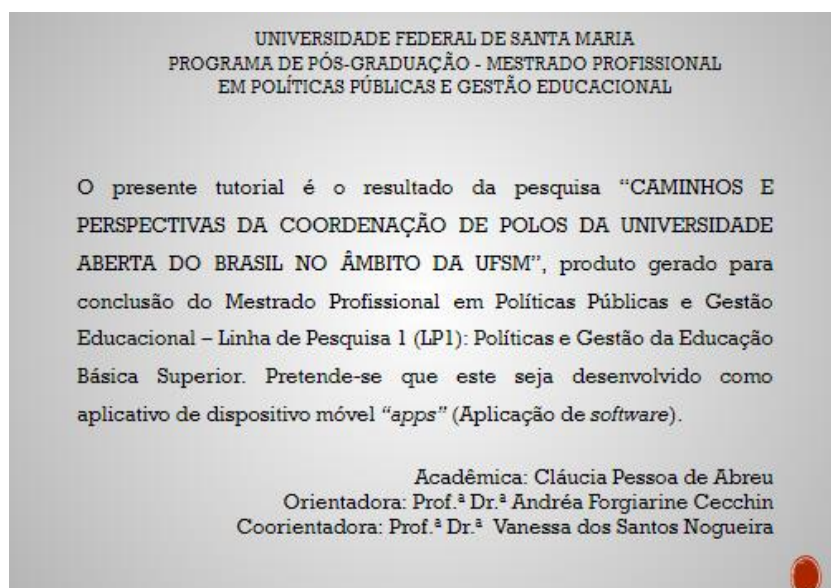 UNIVERSIDADE FEDERAL DE SANTA MARIA
PROGRAMA DE PÓS-GRADUAÇÃO - MESTRADO PROFISSIONAL
EM POLÍTICAS PÚBLICAS E GESTÃO EDUCACIONAL
O presente tutorial é o resultado da pesquisa “CAMINHOS E
PERSPECTIVAS DA COORDENAÇÃO DE POLOS DA UNIVERSIDADE
ABERTA DO BRASIL NO ÂMBITO DA UFSM”, produto gerado para
conclusão do Mestrado Profissional em Políticas Públicas e Gestão
Educacional – Linha de Pesquisa 1 (LP1): Políticas e Gestão da Educação
Básica Superior. Pretende-se que este seja desenvolvido como
aplicativo de dispositivo móvel “apps” (Aplicação de software).
Acadêmica: Cláucia Pessoa de Abreu
Orientadora: Prof.ª Dr.ª Andréa Forgiarine Cecchin
Coorientadora: Prof.ª Dr.ª Vanessa dos Santos Nogueira